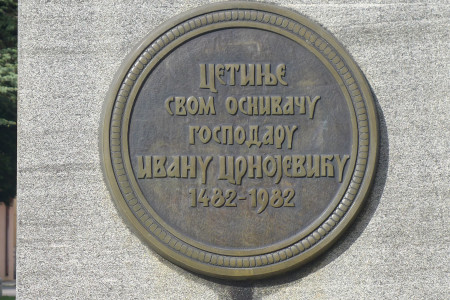 Цетиње
свом оснивачу
господару
Ивану Црнојевићу
1482-1982